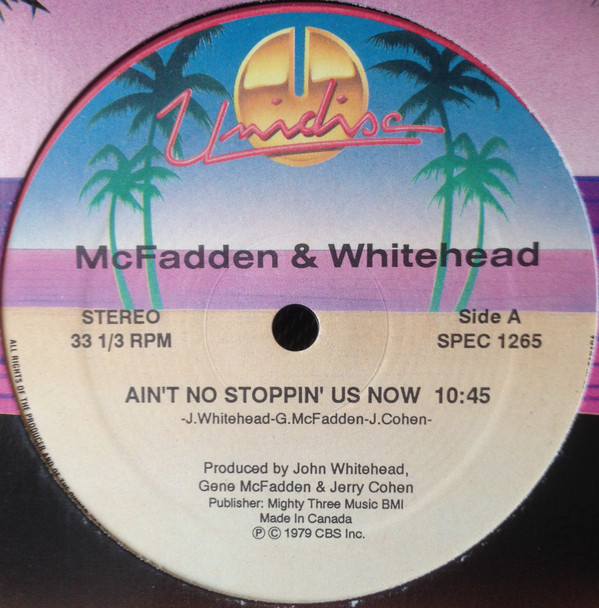 Unidisc
McFadden & Whitehead
STEREO
33 1/3 RPM
Side A
SPEC 1265
AIN'T NO STOPPIN' US NOW 10:45
-J.Whitehead-G.McFadden-J.Cohen-
Produced by John Whitehead,
Gene McFadden & Jerry Cohen
Publisher: Mighty Three Music BMI
Made In Canada
Ⓟ © 1979 CBS Inc.
ALL RIGHTS OF THE PRODUCER AND OF THE